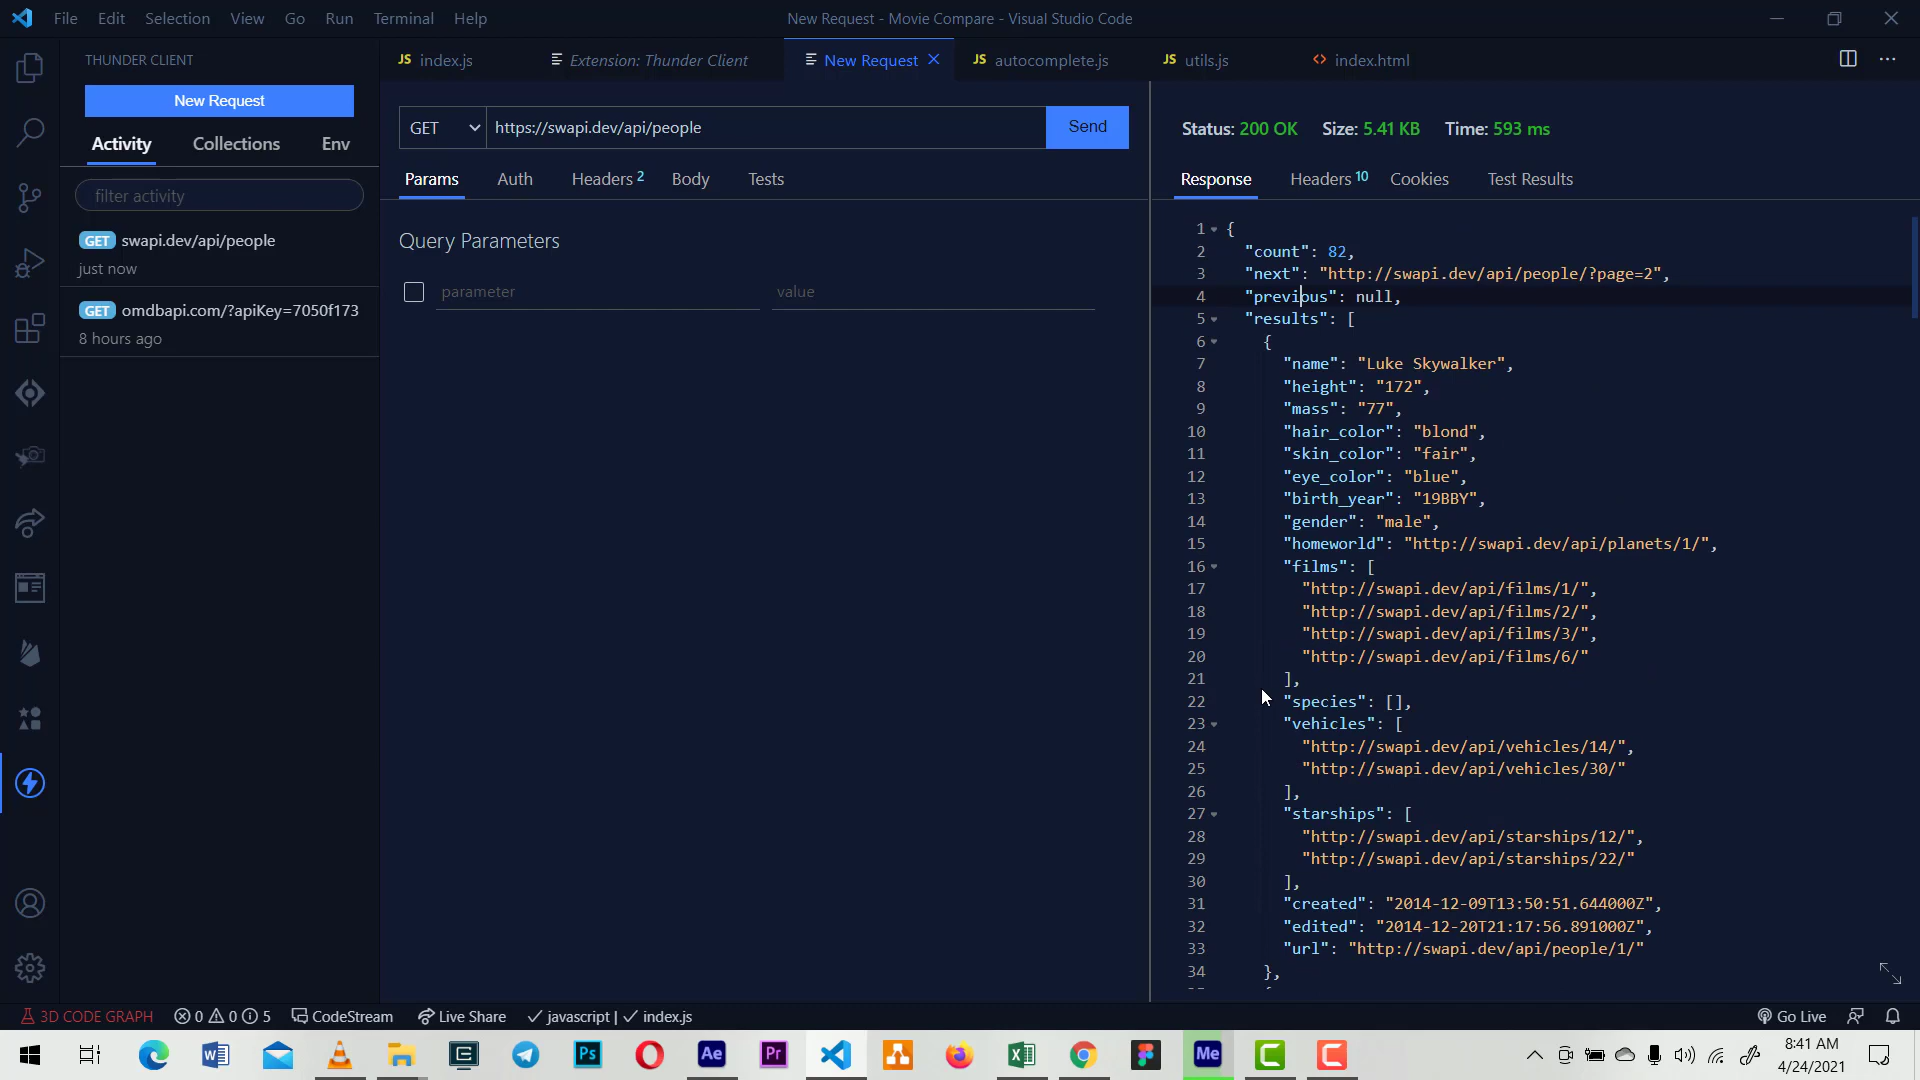 File Edit Selection View Go Run Terminal Help
New Request - Movie Compare - Visual Studio Code
THUNDER CLIENT
New Request
Activity Collections Env
filter activity
GET swapi.dev/api/people
just now
GET omdbapi.com/?apiKey=7050f173
8 hours ago
JS index.js
Extension: Thunder Client
New Request
JS autocomplete.js
JS utils.js
<> index.html
GET https://swapi.dev/api/people Send
Params Auth Headers 2 Body Tests
Query Parameters
parameter value
Status: 200 OK Size: 5.41 KB Time: 593 ms
Response Headers 10 Cookies Test Results
1 {
2 "count": 82,
3 "next": "http://swapi.dev/api/people/?page=2",
4 "previous": null,
5 "results": [
6 {
7 "name": "Luke Skywalker",
8 "height": "172",
9 "mass": "77",
10 "hair_color": "blond",
11 "skin_color": "fair",
12 "eye_color": "blue",
13 "birth_year": "19BBY",
14 "gender": "male",
15 "homeworld": "http://swapi.dev/api/planets/1/",
16 "films": [
17 "http://swapi.dev/api/films/1/",
18 "http://swapi.dev/api/films/2/",
19 "http://swapi.dev/api/films/3/",
20 "http://swapi.dev/api/films/6/"
21 ],
22 "species": [],
23 "vehicles": [
24 "http://swapi.dev/api/vehicles/14/",
25 "http://swapi.dev/api/vehicles/30/"
26 ],
27 "starships": [
28 "http://swapi.dev/api/starships/12/",
29 "http://swapi.dev/api/starships/22/"
30 ],
31 "created": "2014-12-09T13:50:51.644000Z",
32 "edited": "2014-12-20T21:17:56.891000Z",
33 "url": "http://swapi.dev/api/people/1/"
34 },
3D CODE GRAPH 0 0 5 CodeStream Live Share javascript | index.js Go Live
Ps Ae Pr Me
8:41 AM
4/24/2021